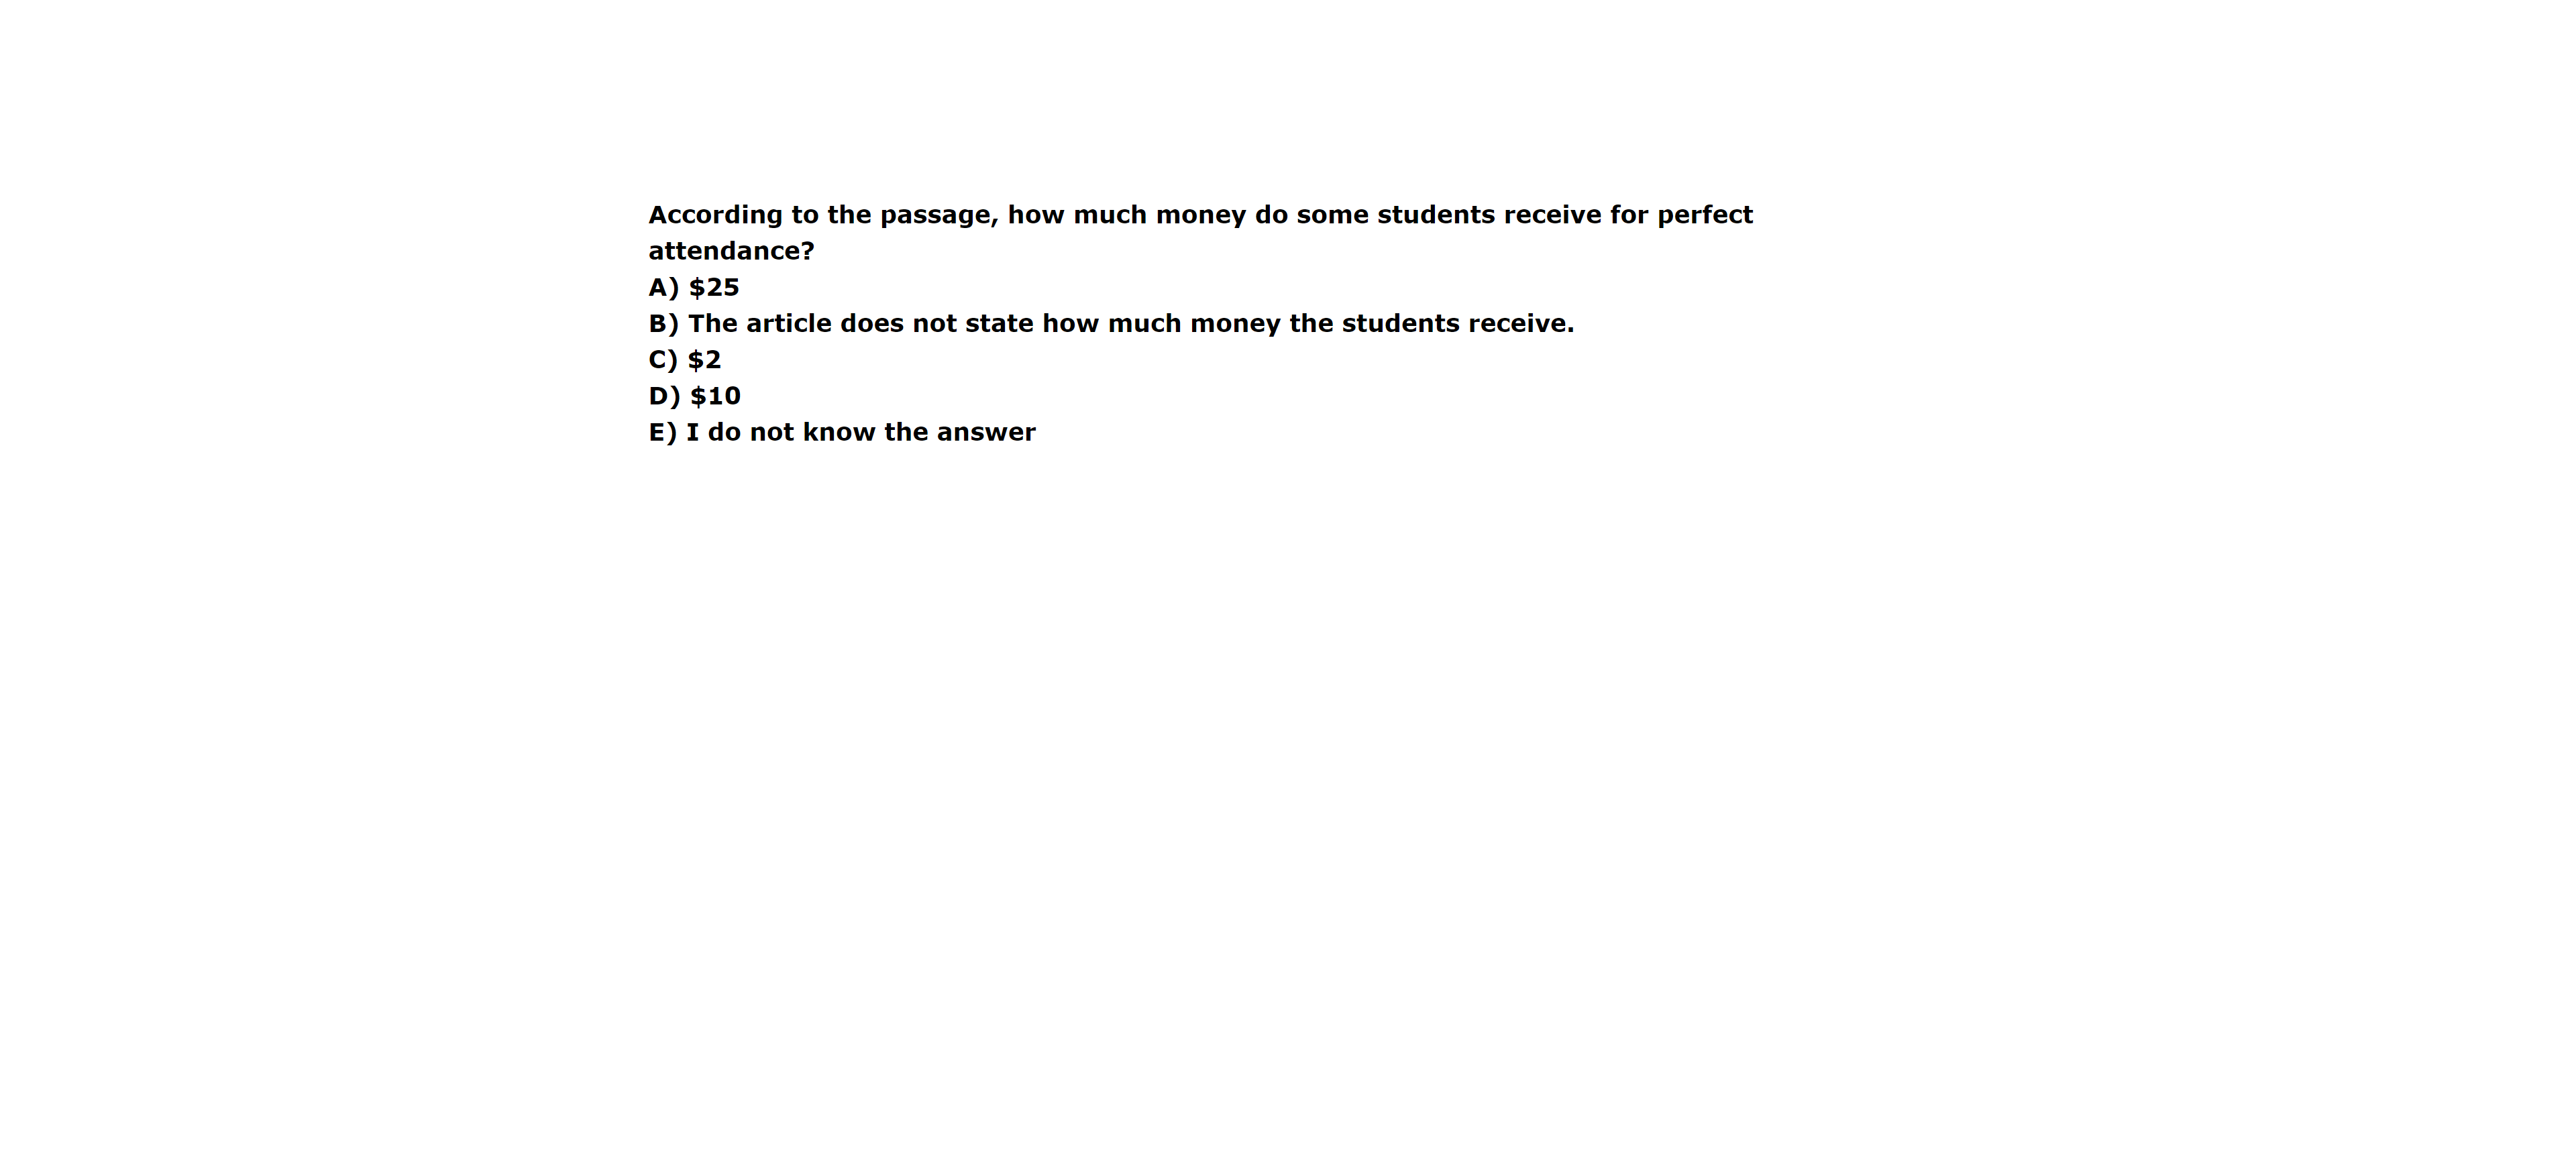 According to the passage, how much money do some students receive for perfect
attendance?
A) $25
B) The article does not state how much money the students receive.
C) $2
D) $10
E) I do not know the answer